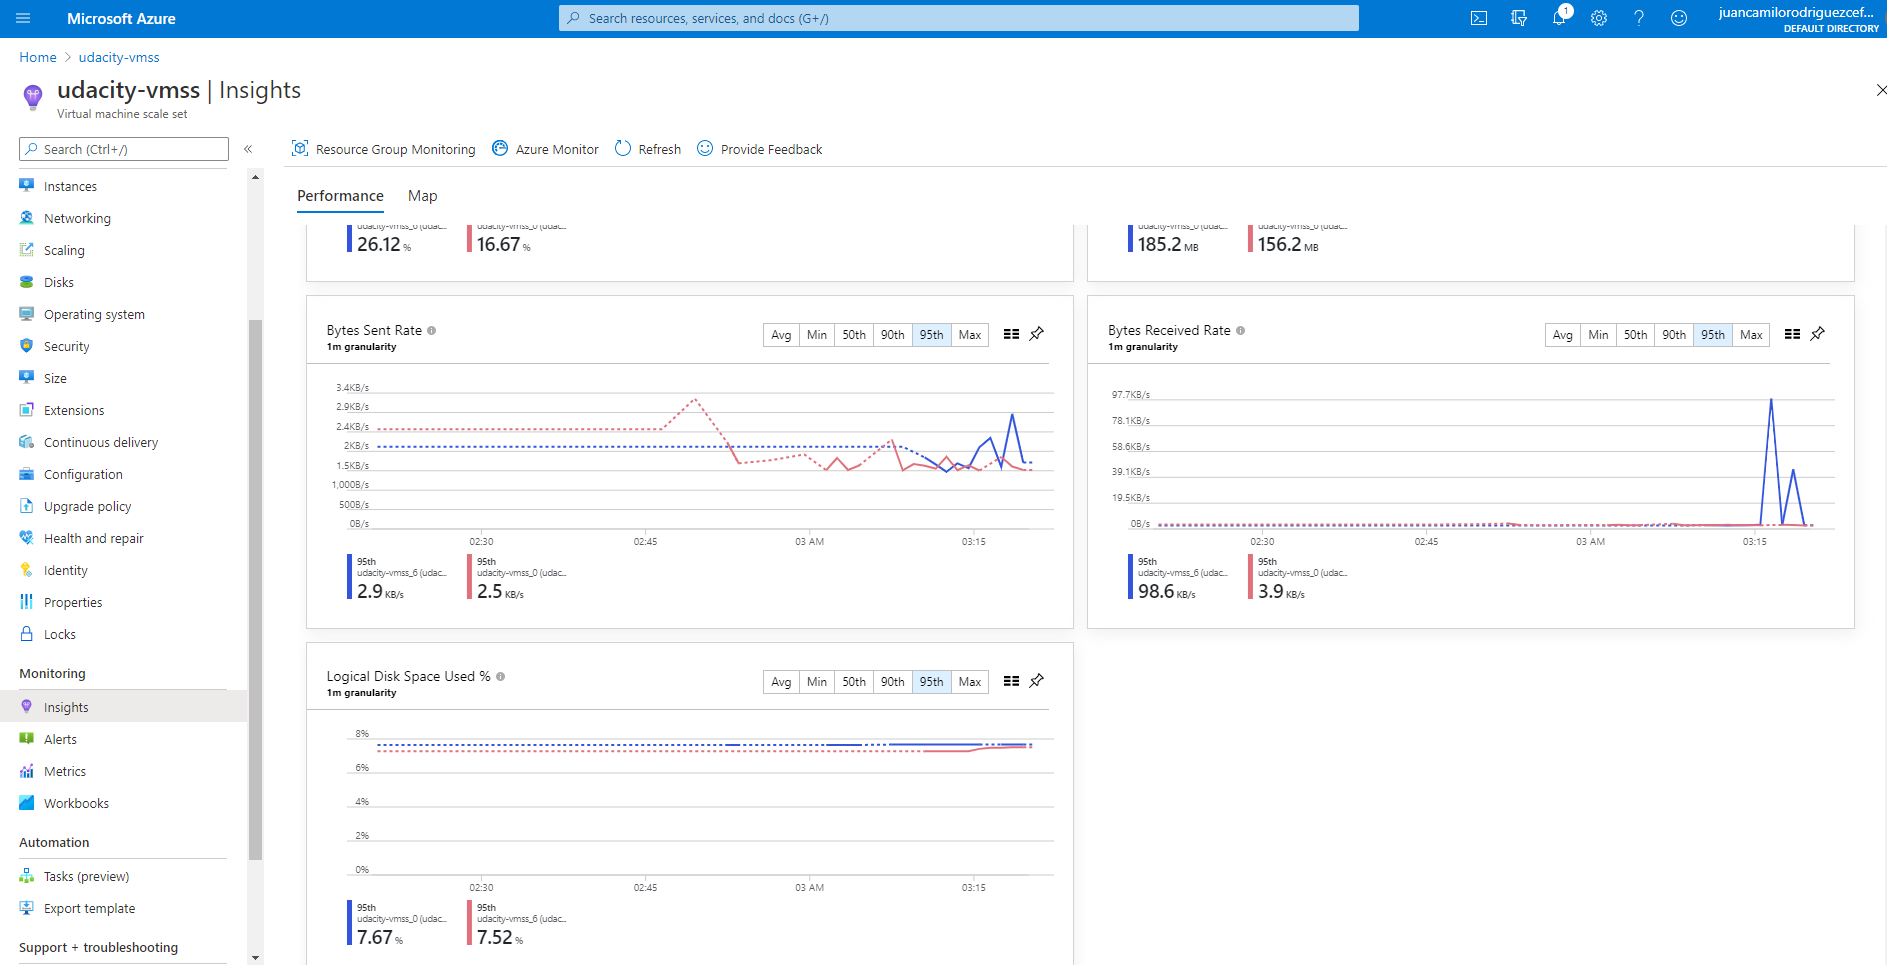 Microsoft Azure
Search resources, services, and docs (G+/)
1
juancamilorodriguezcef...
DEFAULT DIRECTORY
Home > udacity-vmss
udacity-vmss | Insights
Virtual machine scale set
Search (Ctrl+/)
«
Resource Group Monitoring
Azure Monitor
Refresh
Provide Feedback
Performance
Map
Instances
Networking
Scaling
Disks
Operating system
Security
Size
Extensions
Continuous delivery
Configuration
Upgrade policy
Health and repair
Identity
Properties
Locks
Monitoring
Insights
Alerts
Metrics
Workbooks
Automation
Tasks (preview)
Export template
Support + troubleshooting
udacity-vmss_6 (udac...
26.12 %
udacity-vmss_0 (udac...
16.67 %
udacity-vmss_0 (udac...
185.2 MB
udacity-vmss_6 (udac...
156.2 MB
Bytes Sent Rate
1m granularity
Avg Min 50th 90th 95th Max
3.4KB/s
2.9KB/s
2.4KB/s
2KB/s
1.5KB/s
1,000B/s
500B/s
0B/s
02:30 02:45 03 AM 03:15
95th
udacity-vmss_6 (udac...
2.9 KB/s
95th
udacity-vmss_0 (udac...
2.5 KB/s
Bytes Received Rate
1m granularity
Avg Min 50th 90th 95th Max
97.7KB/s
78.1KB/s
58.6KB/s
39.1KB/s
19.5KB/s
0B/s
02:30 02:45 03 AM 03:15
95th
udacity-vmss_6 (udac...
98.6 KB/s
95th
udacity-vmss_0 (udac...
3.9 KB/s
Logical Disk Space Used %
1m granularity
Avg Min 50th 90th 95th Max
8%
6%
4%
2%
0%
02:30 02:45 03 AM 03:15
95th
udacity-vmss_0 (udac...
7.67 %
95th
udacity-vmss_6 (udac...
7.52 %